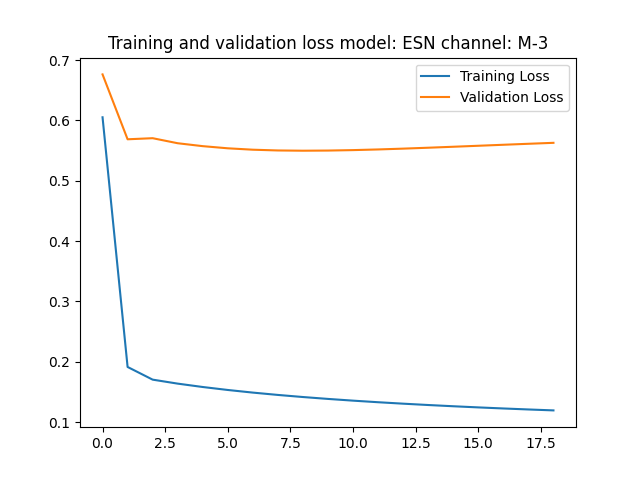 Training and validation loss model: ESN channel: M-3
Training Loss
Validation Loss
0.7
0.6
0.5
0.4
0.3
0.2
0.1
0.0 2.5 5.0 7.5 10.0 12.5 15.0 17.5